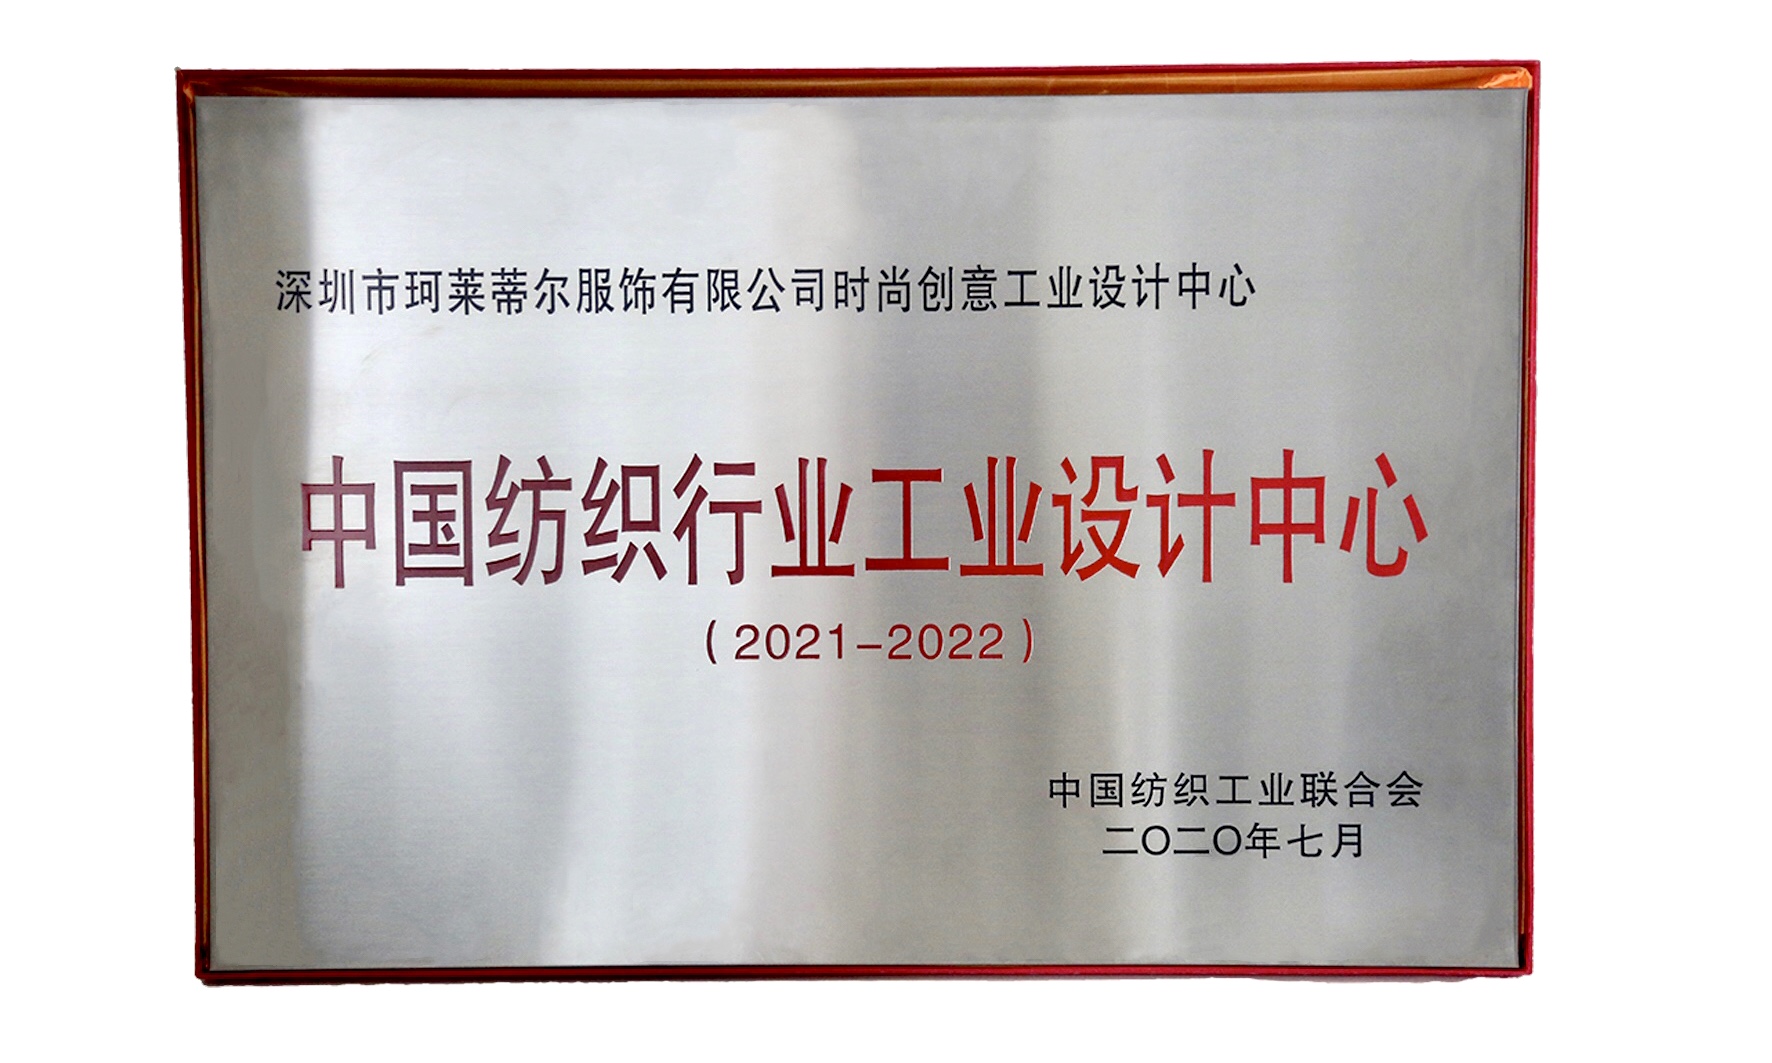 深圳市珂莱蒂尔服饰有限公司时尚创意工业设计中心
中国纺织行业工业设计中心
（2021-2022）
中国纺织工业联合会
二〇二〇年七月